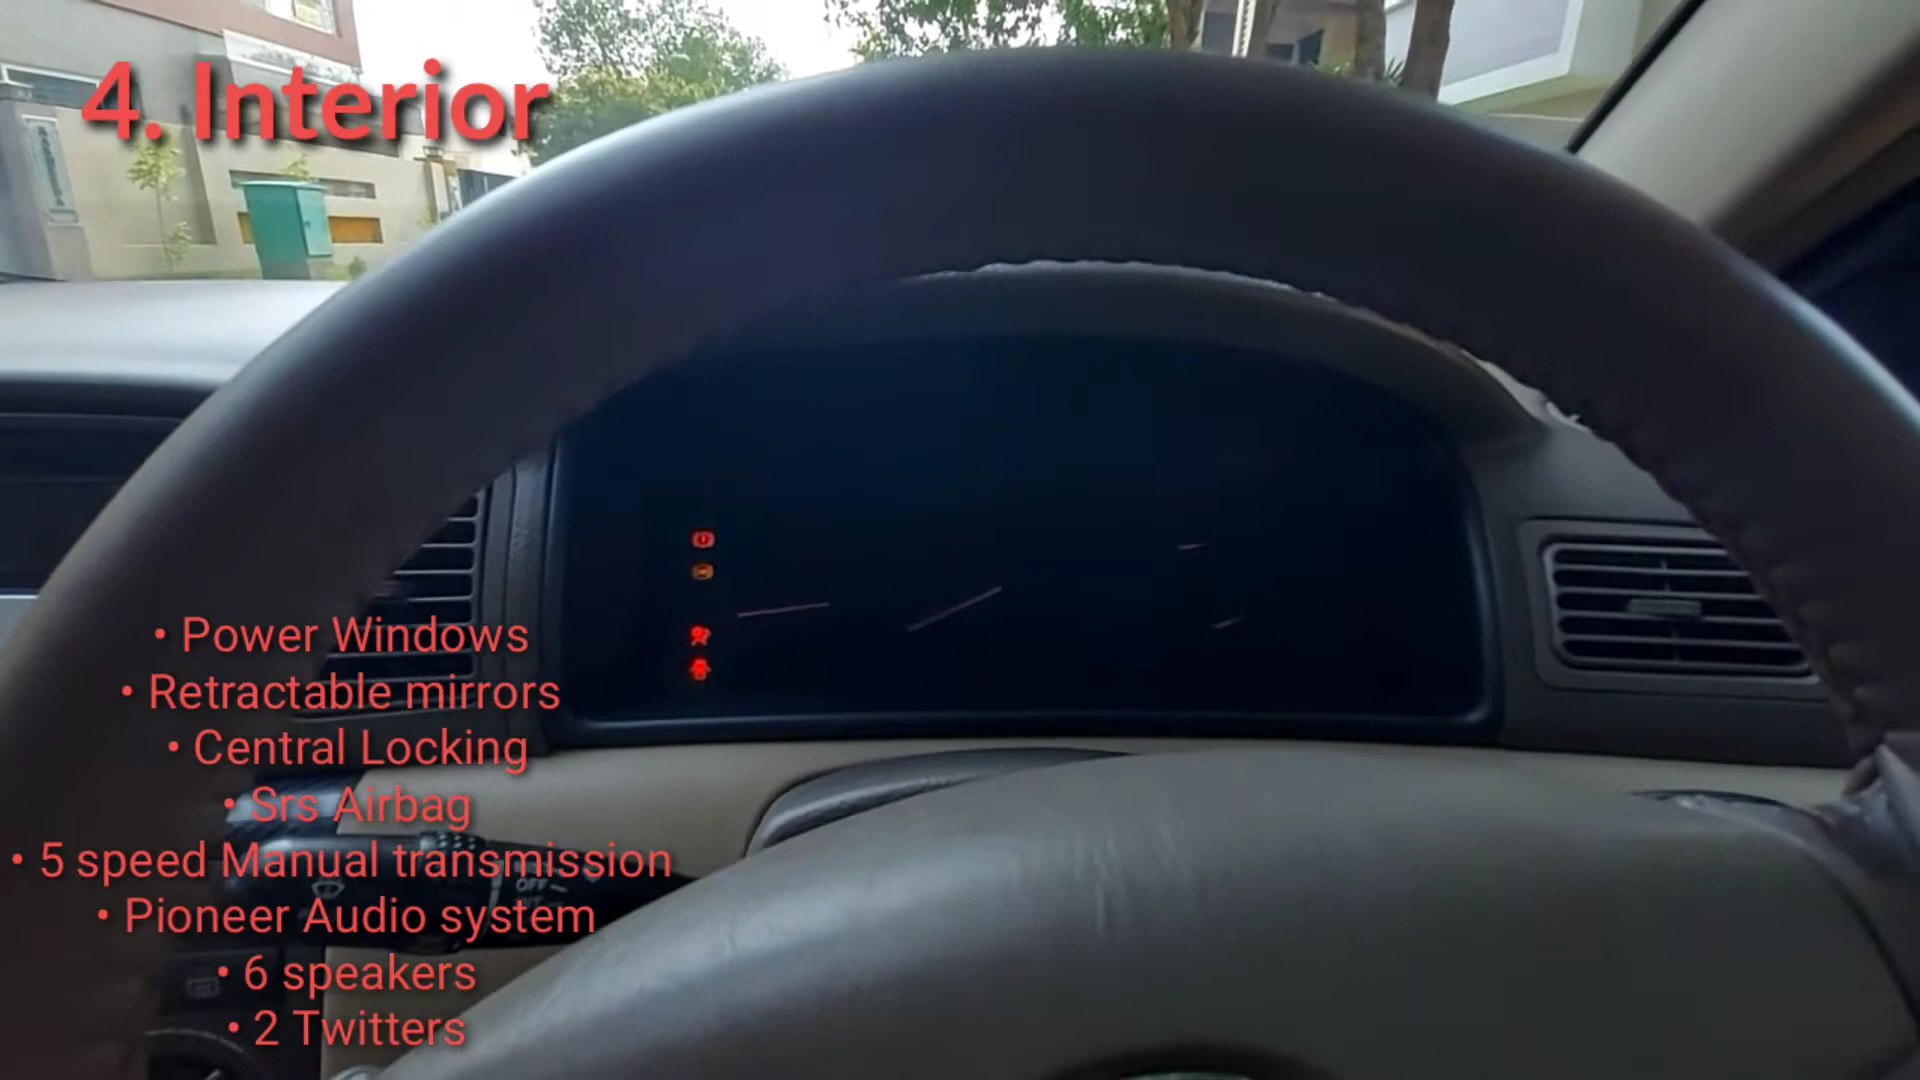 4. Interior
• Power Windows
• Retractable mirrors
• Central Locking
• Srs Airbag
• 5 speed Manual transmission
• Pioneer Audio system
• 6 speakers
• 2 Twitters
OFF